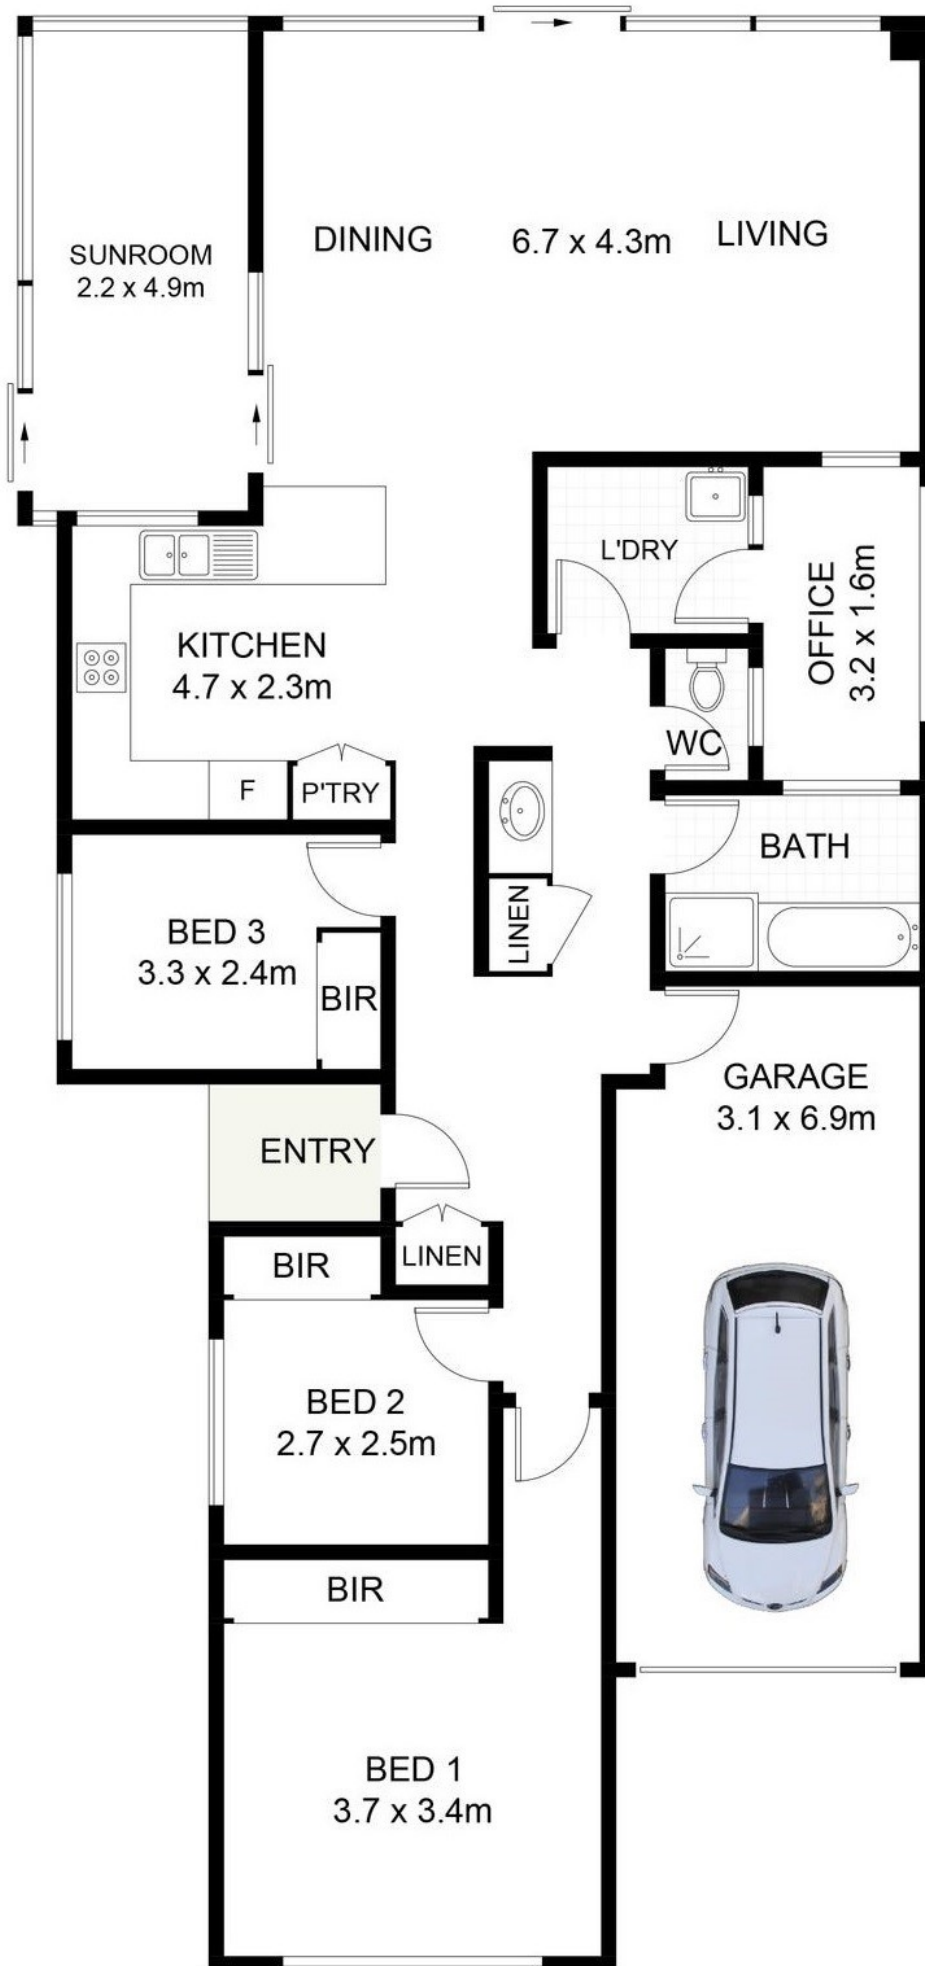 DINING
6.7 x 4.3m
LIVING
SUNROOM
2.2 x 4.9m
L'DRY
OFFICE
3.2 x 1.6m
KITCHEN
4.7 x 2.3m
WC
F
P'TRY
BATH
LINEN
BED 3
3.3 x 2.4m
BIR
GARAGE
3.1 x 6.9m
ENTRY
LINEN
BIR
BED 2
2.7 x 2.5m
BIR
BED 1
3.7 x 3.4m